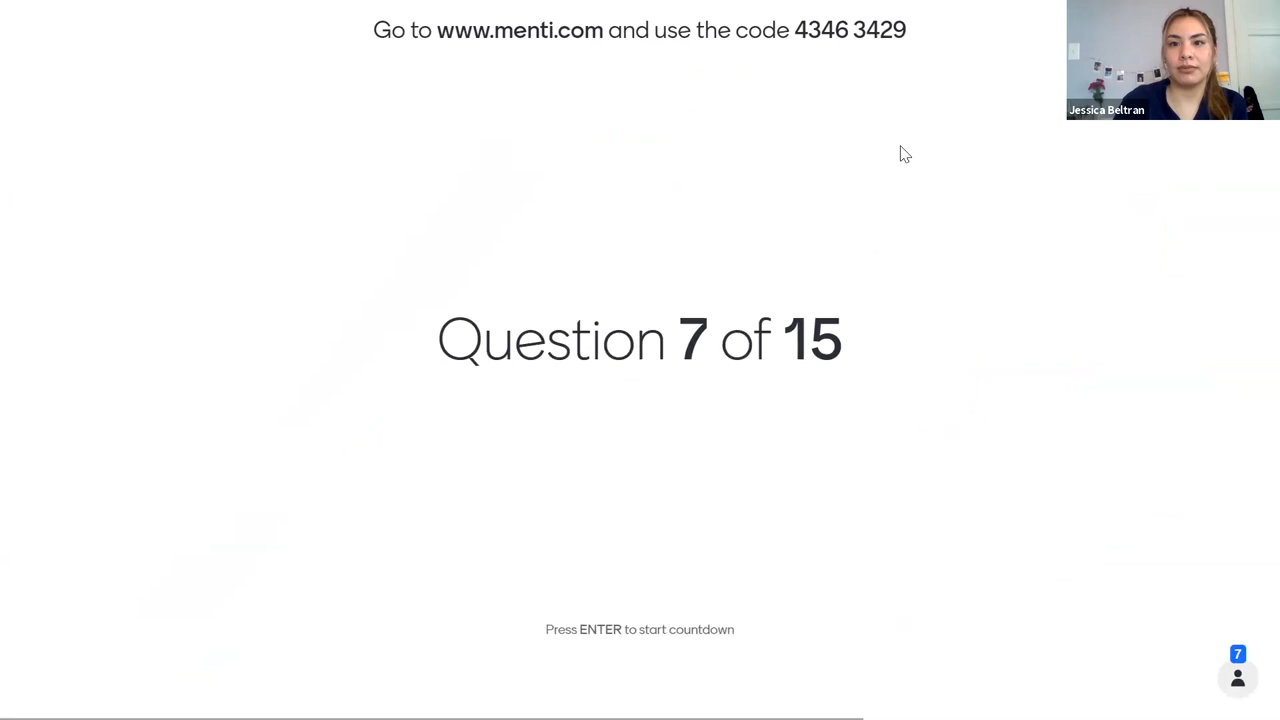 Go to www.menti.com and use the code 4346 3429
Jessica Beltran
Question 7 of 15
Press ENTER to start countdown
7